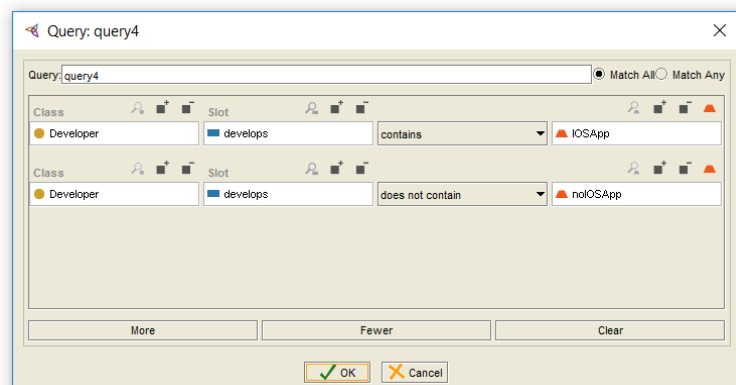 Query: query4
Query: query4 Match All Match Any
Class Slot
Developer develops contains IOSApp
Class Slot
Developer develops does not contain noIOSApp
More Fewer Clear
OK Cancel